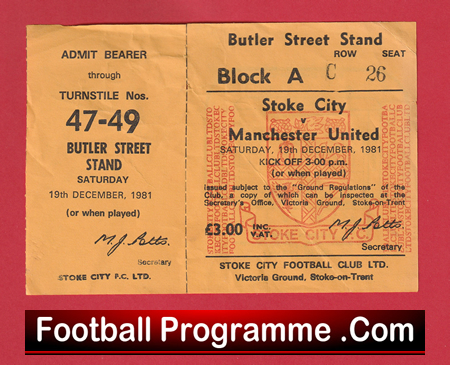 ADMIT BEARER
through
TURNSTILE Nos.
47-49
BUTLER STREET
STAND
SATURDAY
19th DECEMBER, 1981
(or when played)
M.J. Potts.
Secretary
STOKE CITY F.C. LTD.
Butler Street Stand
ROW SEAT
Block A C 26
Stoke City
v
Manchester United
SATURDAY, 19th DECEMBER, 1981
KICK OFF 3-00 p.m.
(or when played)
issued subject to the "Ground Regulations" of the
Club, a copy of which can be inspected at the
Secretary's Office, Victoria Ground, Stoke-on-Trent
£3.00 INC. V.AT.
M.J. Potts.
Secretary
STOKE CITY F.C.
STOKE CITY FOOTBALL CLUB LTD.
Victoria Ground, Stoke-on-Trent
Football Programme .Com